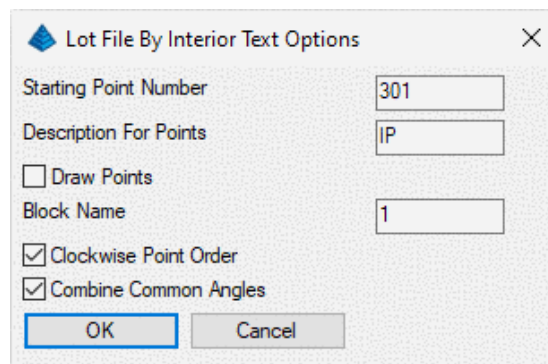 Lot File By Interior Text Options
Starting Point Number 301
Description For Points IP
Draw Points
Block Name 1
Clockwise Point Order
Combine Common Angles
OK Cancel